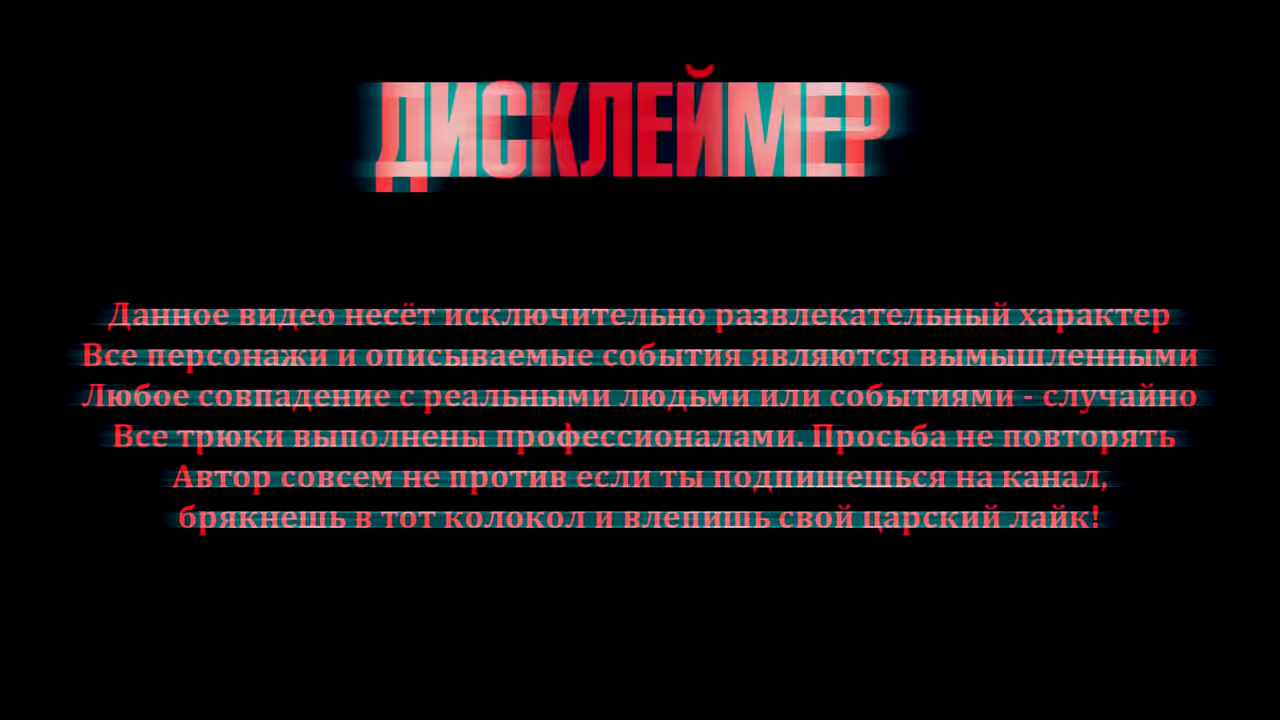 ДИСКЛЕЙМЕР
Данное видео несёт исключительно развлекательный характер
Все персонажи и описываемые события являются вымышленными
Любое совпадение с реальными людьми или событиями - случайно
Все трюки выполнены профессионалами. Просьба не повторять
Автор совсем не против если ты подпишешься на канал,
брякнешь в тот колокол и влепишь свой царский лайк!